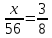 x/56 = 3/8